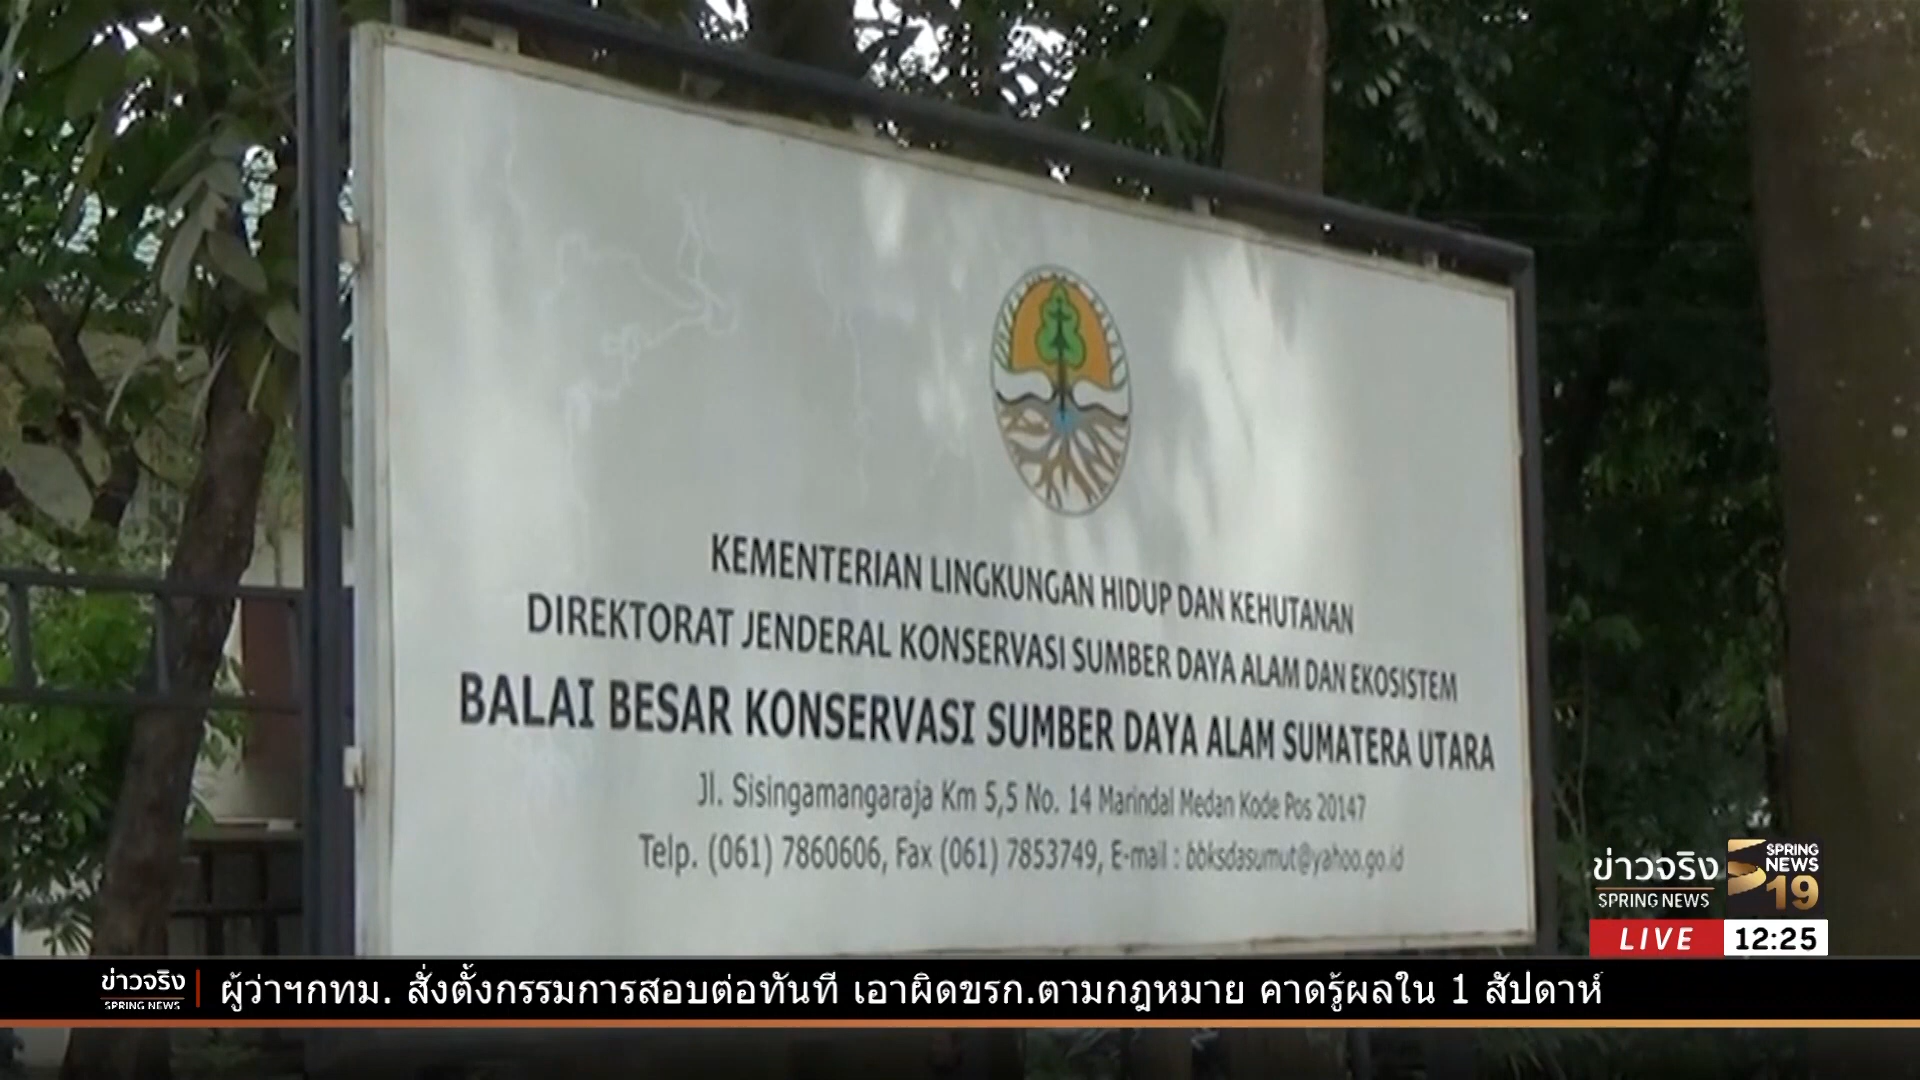 KEMENTERIAN LINGKUNGAN HIDUP DAN KEHUTANAN
DIREKTORAT JENDERAL KONSERVASI SUMBER DAYA ALAM DAN EKOSISTEM
BALAI BESAR KONSERVASI SUMBER DAYA ALAM SUMATERA UTARA
Jl. Sisingamangaraja Km 5,5 No. 14 Marindal Medan Kode Pos 20147
Telp. (061) 7860606, Fax (061) 7853749, E-mail : bbksdasumut@yahoo.go.id
ข่าวจริง
SPRING NEWS
SPRING
NEWS
19
LIVE 12:25
ข่าวจริง
SPRING NEWS
ผู้ว่าฯกทม. สั่งตั้งกรรมการสอบต่อทันที เอาผิดขรก.ตามกฎหมาย คาดรู้ผลใน 1 สัปดาห์